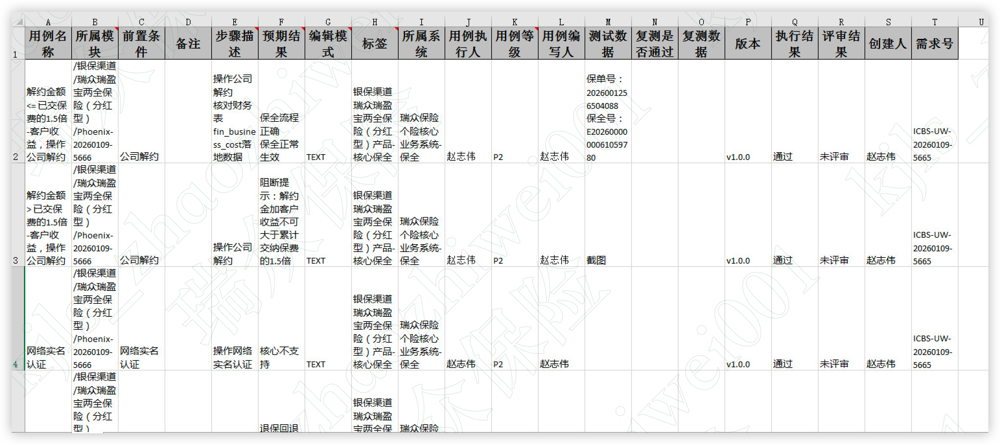 A B C D E F G H I J K L M N O P Q R S T U
1
用例名
称
所属模
块
前置条
件
备注
步骤描
述
预期结
果
编辑模
式
标签
所属系
统
用例执
行人
用例等
级
用例编
写人
测试数
据
复测是
否通过
复测数
据
版本
执行结
果
评审结
果
创建人
需求号
2
解约金额
<= 已交保
费的1.5倍
-客户收
益，操作
公司解约
/银保渠道
/瑞众瑞盈
宝两全保
险（分红
型）
/Phoenix-
20260109-
5666
公司解约
操作公司
解约
核对财务
表
fin_busine
ss_cost落
地数据
保全流程
正确
保全正常
生效
TEXT
银保渠道
瑞众瑞盈
宝两全保
险（分红
型）产品-
核心保全
瑞众保险
个险核心
业务系统-
保全
赵志伟
P2
赵志伟
保单号：
202600125
6504088
保全号：
E20260000
000610597
80
v1.0.0
通过
未评审
赵志伟
ICBS-UW-
20260109-
5665
3
解约金额
> 已交保
费的1.5倍
-客户收
益，操作
公司解约
/银保渠道
/瑞众瑞盈
宝两全保
险（分红
型）
/Phoenix-
20260109-
5666
公司解约
操作公司
解约
阻断提
示：解约
金加客户
收益不可
大于累计
交纳保费
的1.5倍
TEXT
银保渠道
瑞众瑞盈
宝两全保
险（分红
型）产品-
核心保全
瑞众保险
个险核心
业务系统-
保全
赵志伟
P2
赵志伟
截图
v1.0.0
通过
未评审
赵志伟
ICBS-UW-
20260109-
5665
4
网络实名
认证
/银保渠道
/瑞众瑞盈
宝两全保
险（分红
型）
/Phoenix-
20260109-
5666
网络实名
认证
操作网络
实名认证
核心不支
持
TEXT
银保渠道
瑞众瑞盈
宝两全保
险（分红
型）产品-
核心保全
瑞众保险
个险核心
业务系统-
保全
赵志伟
P2
赵志伟
v1.0.0
通过
未评审
赵志伟
ICBS-UW-
20260109-
5665
/银保渠道
/瑞众瑞盈
宝两全保
险（分红
型）
退保回退
银保渠道
瑞众瑞盈
宝两全保
瑞众保险
kjls_zhaozhiwei001
瑞众保险